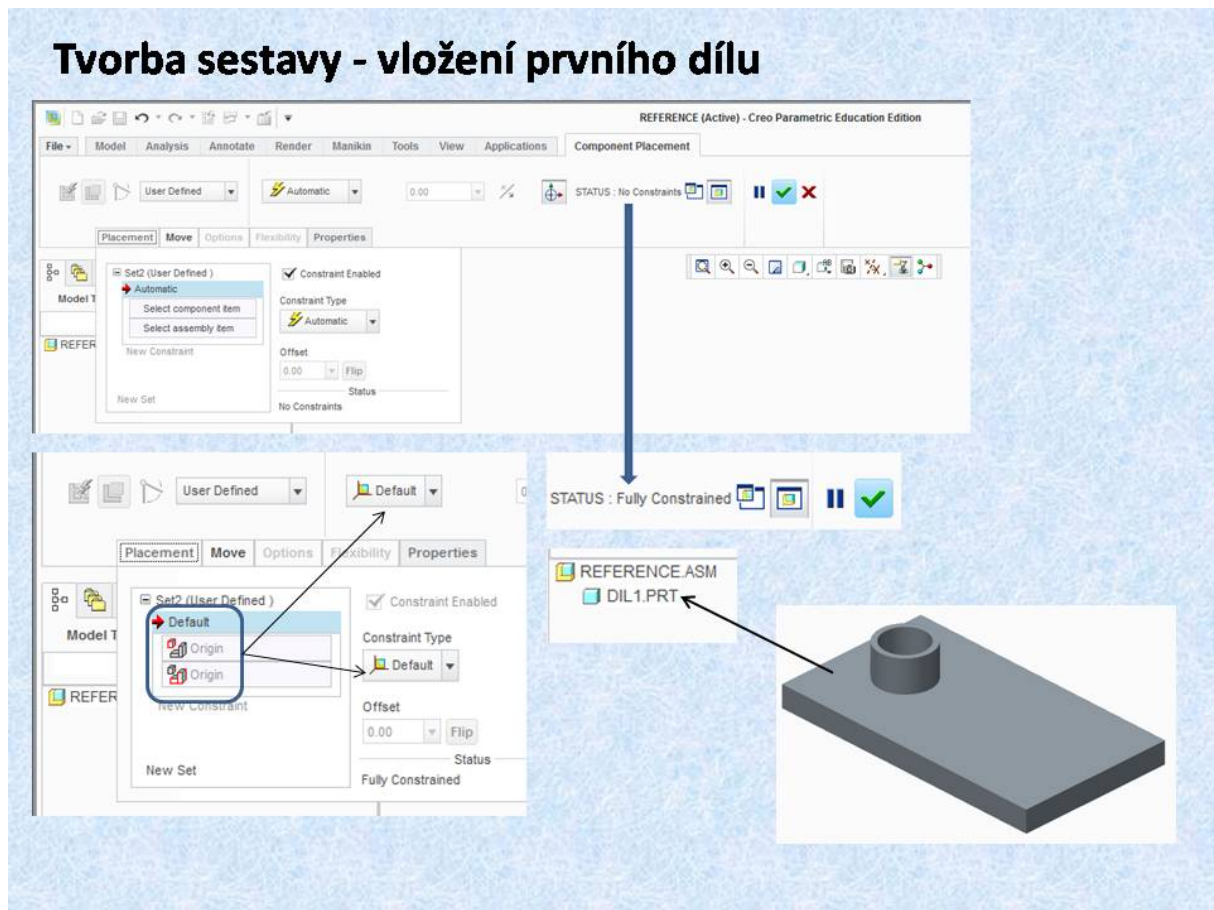 Tvorba sestavy - vložení prvního dílu
REFERENCE (Active) - Creo Parametric Education Edition
File Model Analysis Annotate Render Manikin Tools View Applications Component Placement
User Defined Automatic 0.00 STATUS : No Constraints
Placement Move Options Flexibility Properties
Set2 (User Defined ) Constraint Enabled
Automatic
Model T
Select component item Constraint Type
Select assembly item Automatic
REFER
New Constraint Offset
0.00 Flip
New Set Status
No Constraints
User Defined Default 0
Placement Move Options Flexibility Properties
Set2 (User Defined ) Constraint Enabled
Default
Model T Origin Constraint Type
Origin Default
REFER
New Constraint Offset
0.00 Flip
Status
New Set
Fully Constrained
STATUS : Fully Constrained
REFERENCE.ASM
DIL1.PRT